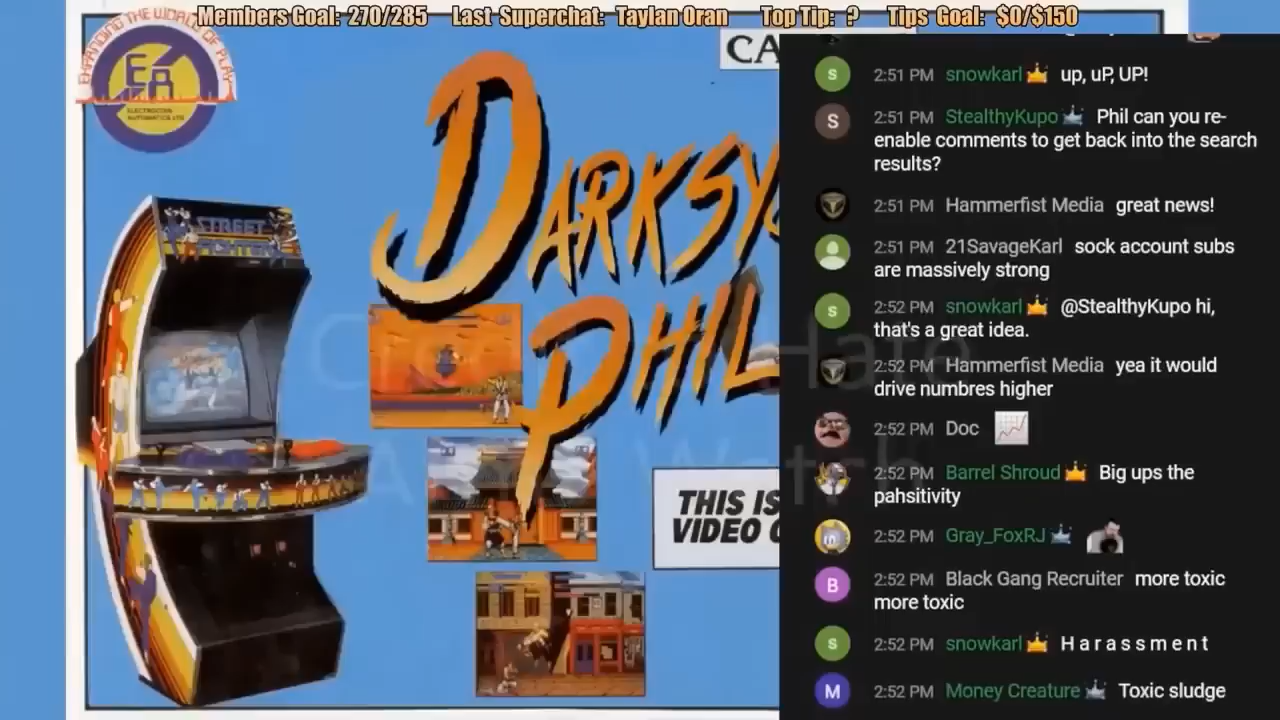 Members Goal: 270/285 Last Superchat: Taylan Oran Top Tip: ? Tips Goal: $0/$150
EXPANDING THE WORLD OF PLAY
ELECTROCOIN
AUTOMATICS LTD
CA
STREET
FIGHTER
DARKSY
PHIL
THIS IS
VIDEO
2:51 PM snowkarl up, uP, UP!
2:51 PM StealthyKupo Phil can you re-
enable comments to get back into the search
results?
2:51 PM Hammerfist Media great news!
2:51 PM 21SavageKarl sock account subs
are massively strong
2:52 PM snowkarl @StealthyKupo hi,
that's a great idea.
2:52 PM Hammerfist Media yea it would
drive numbres higher
2:52 PM Doc
2:52 PM Barrel Shroud Big ups the
pahsitivity
2:52 PM Gray_FoxRJ
2:52 PM Black Gang Recruiter more toxic
more toxic
2:52 PM snowkarl H a r a s s m e n t
2:52 PM Money Creature Toxic sludge